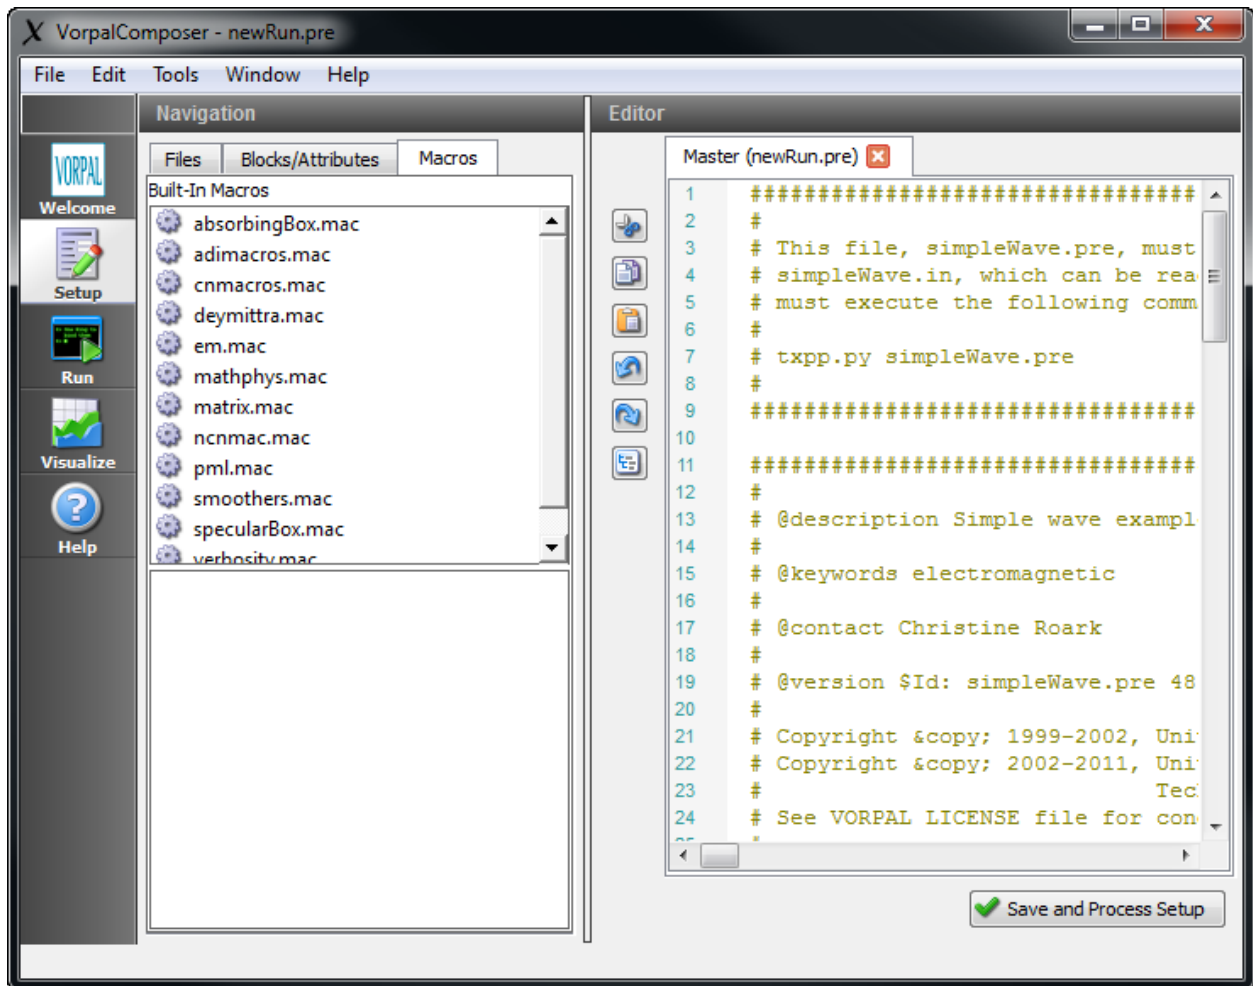 VorpalComposer - newRun.pre
File Edit Tools Window Help
Navigation
Editor
VORPAL
Welcome
Setup
Run
Visualize
Help
Files Blocks/Attributes Macros
Built-In Macros
absorbingBox.mac
adimacros.mac
cnmacros.mac
deymittra.mac
em.mac
mathphys.mac
matrix.mac
ncnmac.mac
pml.mac
smoothers.mac
specularBox.mac
verbosity.mac
Master (newRun.pre)
1 #################################
2 #
3 # This file, simpleWave.pre, must
4 # simpleWave.in, which can be rea
5 # must execute the following comm
6 #
7 # txpp.py simpleWave.pre
8 #
9 #################################
10
11 #################################
12 #
13 # @description Simple wave exampl
14 #
15 # @keywords electromagnetic
16 #
17 # @contact Christine Roark
18 #
19 # @version $Id: simpleWave.pre 48
20 #
21 # Copyright &copy; 1999-2002, Uni
22 # Copyright &copy; 2002-2011, Uni
23 # Tec
24 # See VORPAL LICENSE file for con
Save and Process Setup